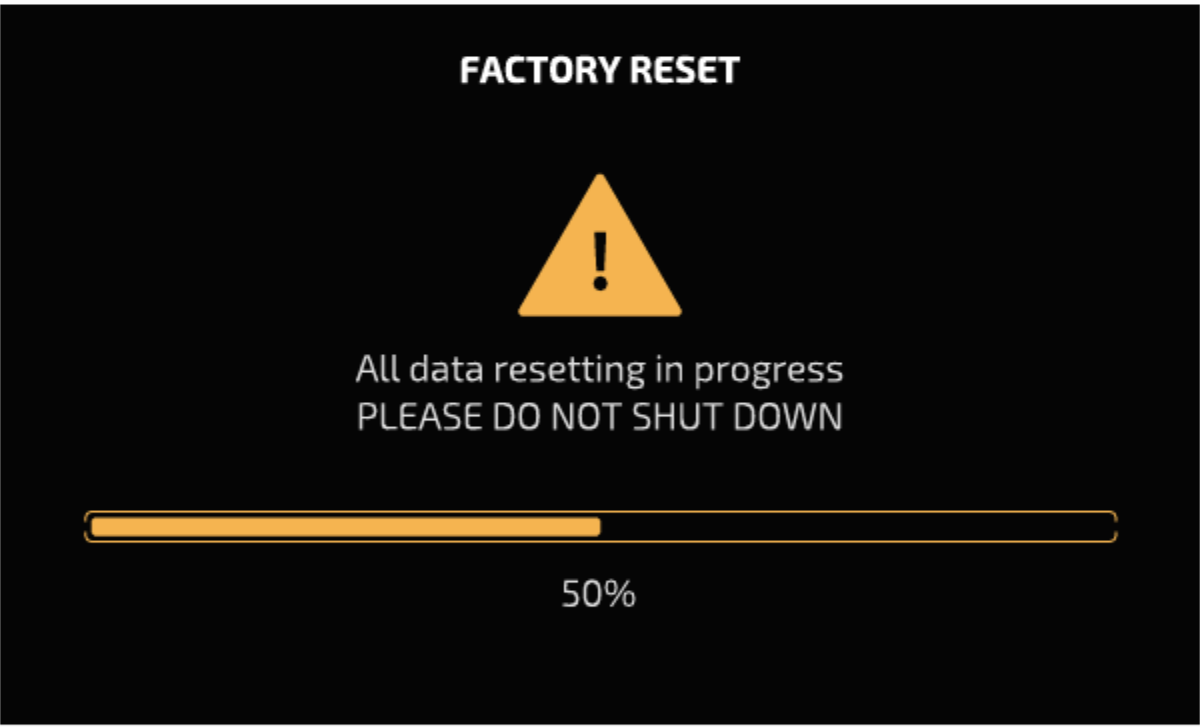 FACTORY RESET
!
All data resetting in progress
PLEASE DO NOT SHUT DOWN
50%